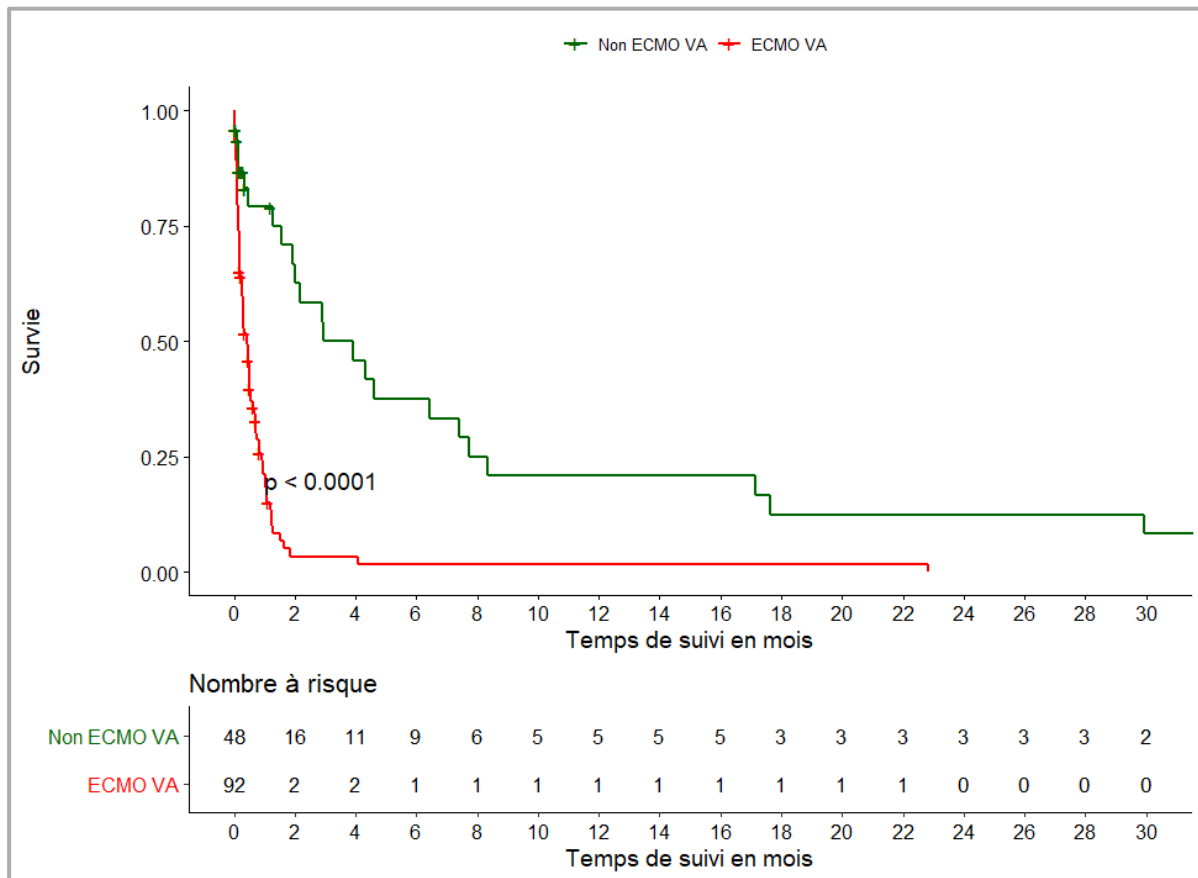 Non ECMO VA ECMO VA
1.00
0.75
0.50
0.25
0.00
Survie
p < 0.0001
0 2 4 6 8 10 12 14 16 18 20 22 24 26 28 30
Temps de suivi en mois
Nombre à risque
Non ECMO VA 48 16 11 9 6 5 5 5 5 3 3 3 3 3 3 2
ECMO VA 92 2 2 1 1 1 1 1 1 1 1 1 0 0 0 0
0 2 4 6 8 10 12 14 16 18 20 22 24 26 28 30
Temps de suivi en mois